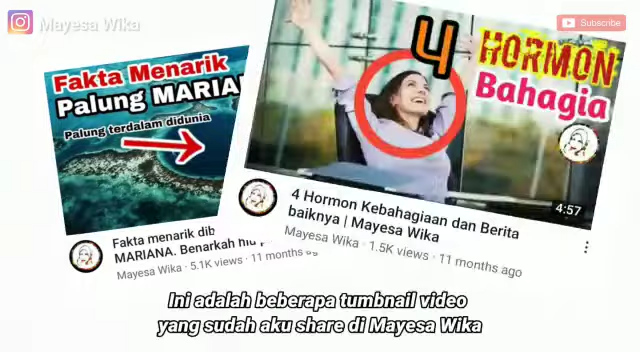 Mayesa Wika
Subscribe
Fakta Menarik
Palung MARIA
Palung terdalam didunia
4 HORMON
Bahagia
4:57
4 Hormon Kebahagiaan dan Berita
baiknya | Mayesa Wika
Mayesa Wika · 1.5K views · 11 months ago
Fakta menarik dib
MARIANA. Benarkah
Mayesa Wika · 5.1K views · 11 months
Ini adalah beberapa tumbnail video
yang sudah aku share di Mayesa Wika